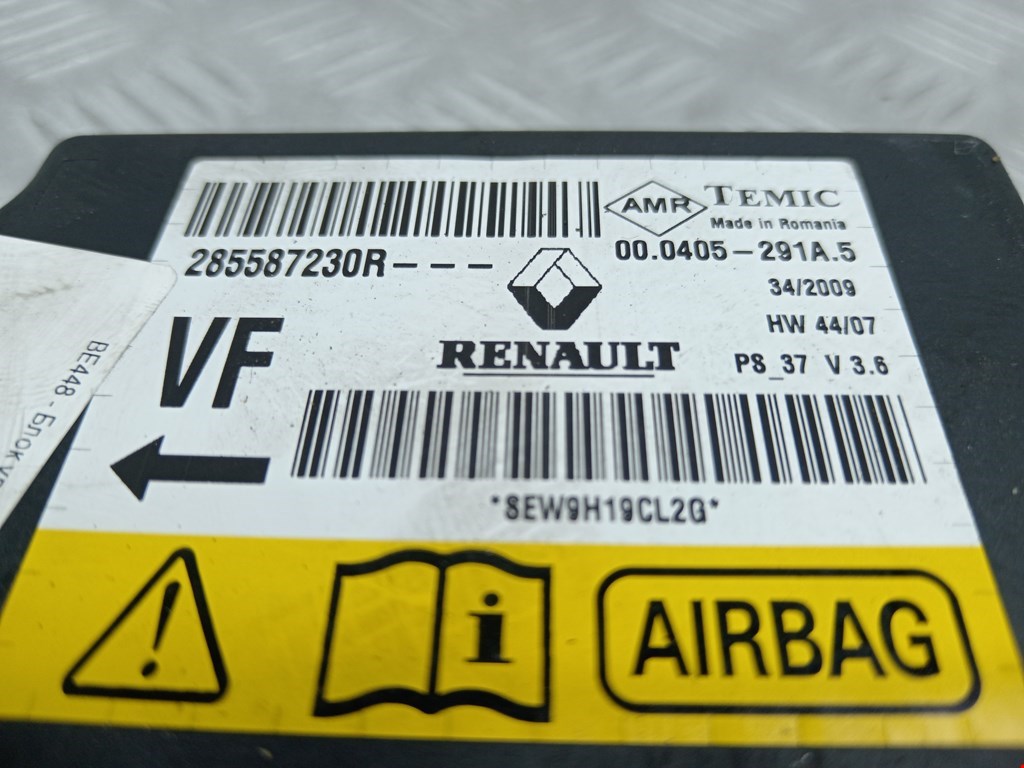 AMR TEMIC
Made in Romania
285587230R---
00.0405-291A.5
34/2009
HW 44/07
P8_37 V 3.6
RENAULT
VF
*8EW9H19CL2G*
i AIRBAG
BE448 - Блок